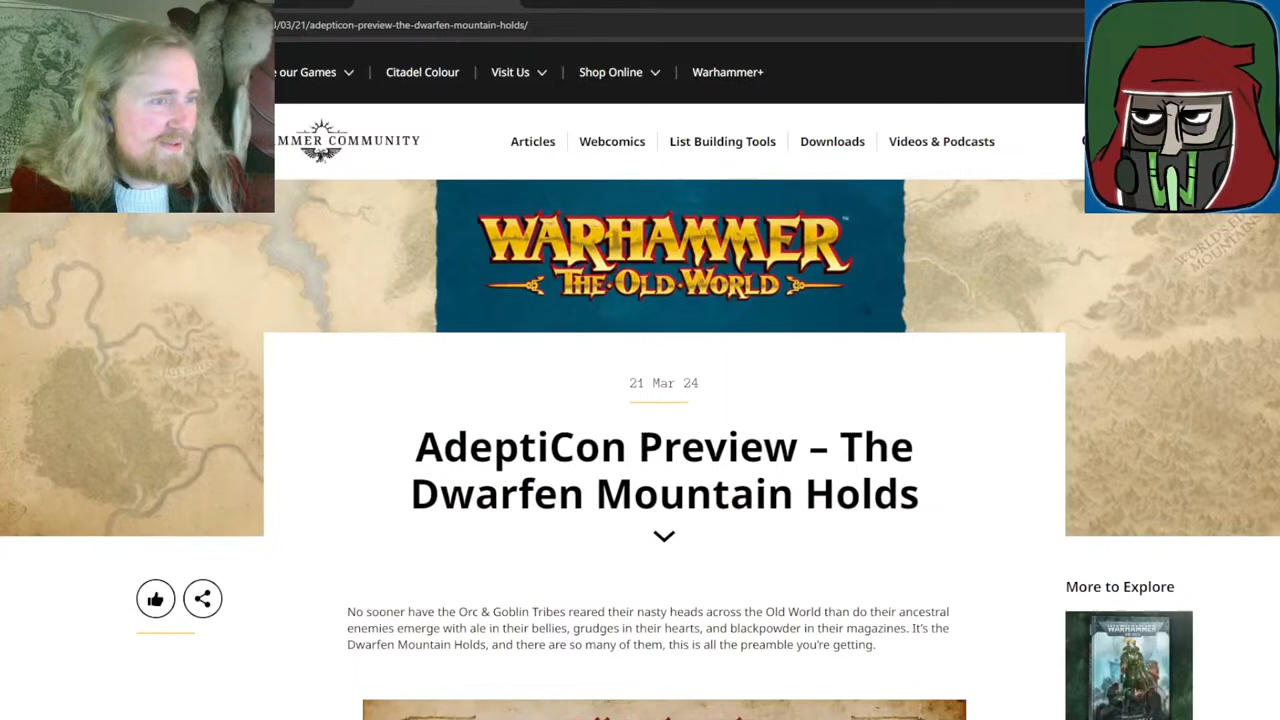 /03/21/adepticon-preview-the-dwarfen-mountain-holds/
our Games
Citadel Colour
Visit Us
Shop Online
Warhammer+
MMER COMMUNITY
Articles
Webcomics
List Building Tools
Downloads
Videos & Podcasts
WARHAMMER™
THE·OLD·WORLD
21 Mar 24
AdeptiCon Preview – The
Dwarfen Mountain Holds
No sooner have the Orc & Goblin Tribes reared their nasty heads across the Old World than do their ancestral
enemies emerge with ale in their bellies, grudges in their hearts, and blackpowder in their magazines. It's the
Dwarfen Mountain Holds, and there are so many of them, this is all the preamble you're getting.
More to Explore
WARHAMMER